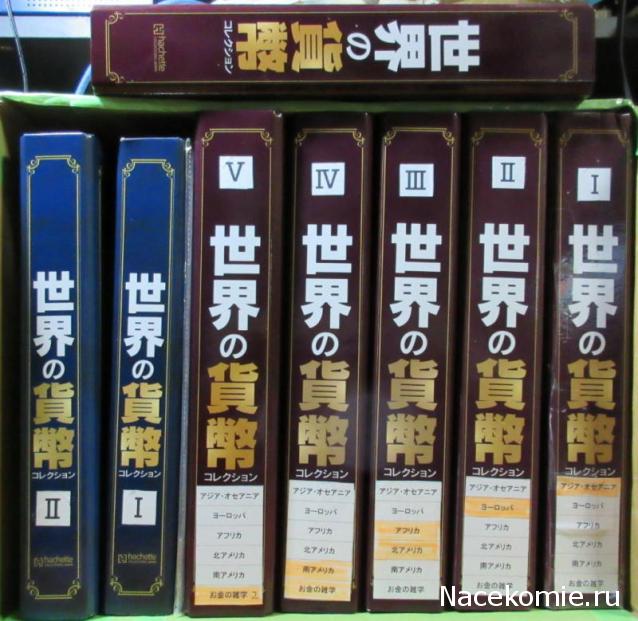 世界の貨幣
コレクション
hachette
世界の貨幣
コレクション
II
hachette
世界の貨幣
コレクション
I
hachette
V
世界の貨幣
コレクション
アジア・オセアニア
ヨーロッパ
アフリカ
北アメリカ
南アメリカ
お金の雑学 2
IV
世界の貨幣
コレクション
アジア・オセアニア
ヨーロッパ
アフリカ
北アメリカ
南アメリカ
お金の雑学
III
世界の貨幣
コレクション
アジア・オセアニア
ヨーロッパ
アフリカ
北アメリカ
南アメリカ
お金の雑学
II
世界の貨幣
コレクション
アジア・オセアニア
ヨーロッパ
アフリカ
北アメリカ
南アメリカ
お金の雑学
I
世界の貨幣
コレクション
アジア・オセアニア
ヨーロッパ
アフリカ
北アメリカ
南アメリカ
お金の雑学
Nacekomie.ru